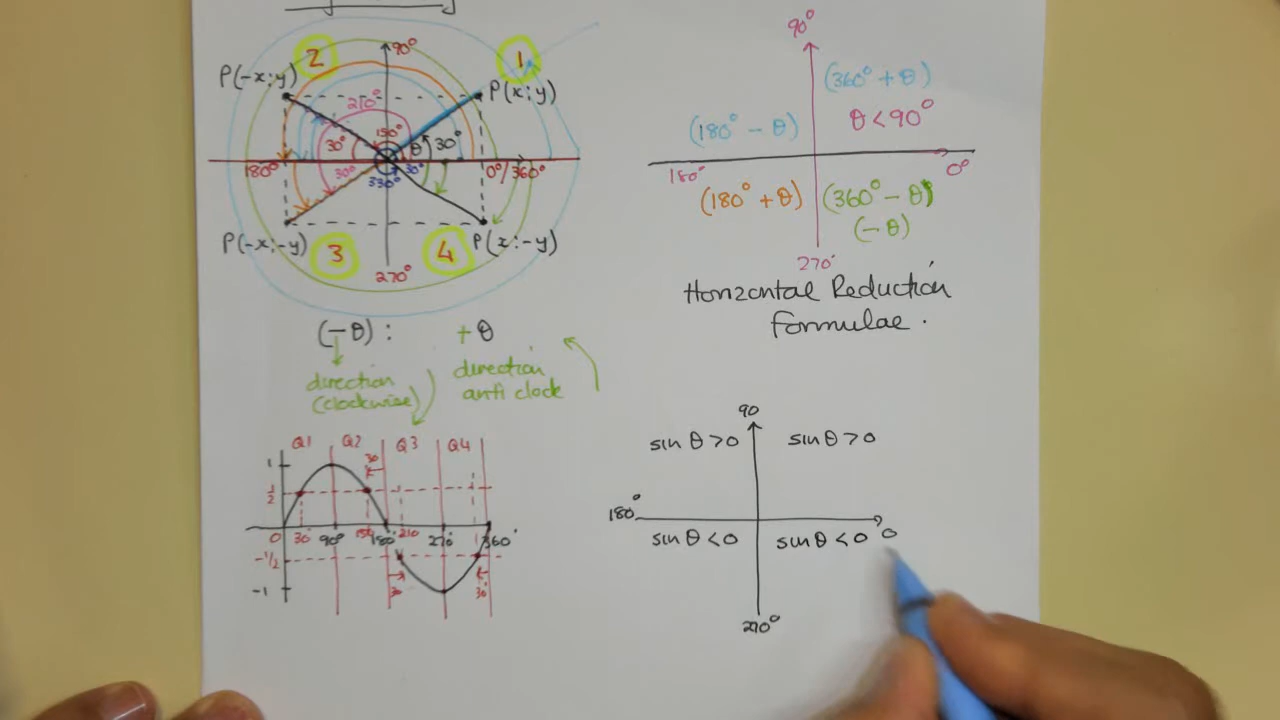 2
90°
1
P(-x;y)
P(x;y)
210°
150°
30°
θ
30°
180°
30°
330°
30°
0°/360°
P(-x;-y)
3
4
P(x;-y)
270°
(-θ) :
+θ
direction
(clockwise)
direction
anti clock
Q1
Q2
Q3
Q4
30
1
1/2
0
30°
90°
150
180°
210
270°
360°
-1/2
-1
30
30
90°
(360° + θ)
(180° - θ)
θ < 90°
180°
0°
(180° + θ)
(360° - θ)
(-θ)
270°
Horizontal Reduction
formulae.
90
sin θ > 0
sin θ > 0
180°
sin θ < 0
sin θ < 0
0
270°